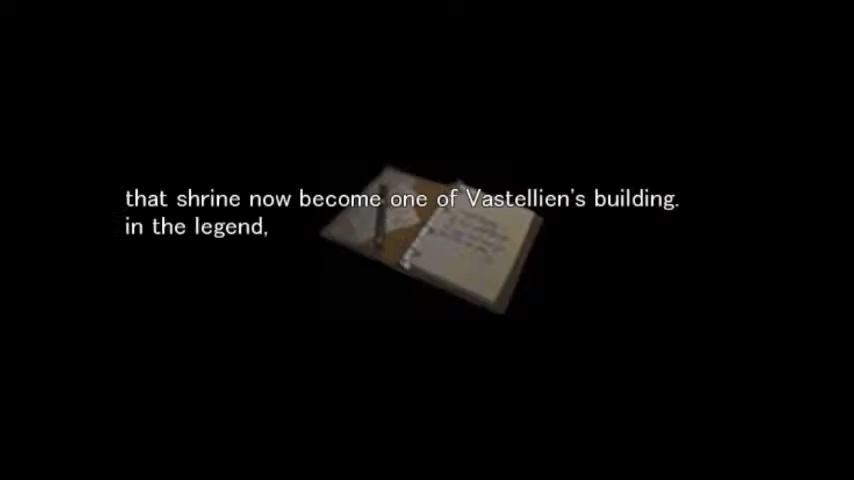 that shrine now become one of Vastellien's building.
in the legend,